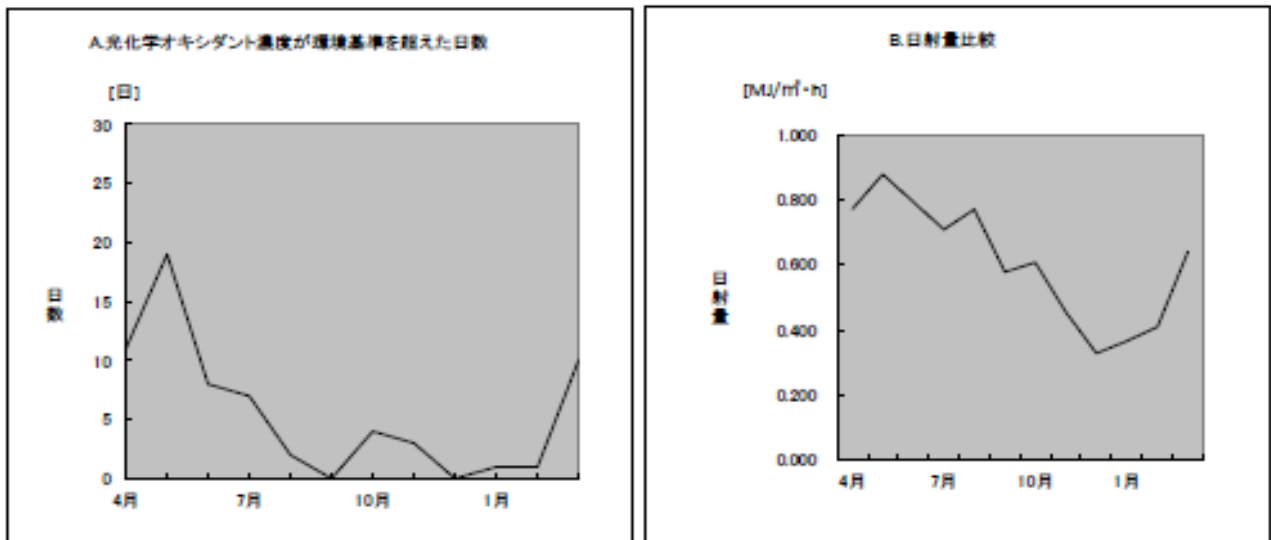 A.光化学オキシダント濃度が環境基準を超えた日数
[日]
30
25
20
15
10
5
0
日数
4月
7月
10月
1月
B.日射量比較
[MJ/㎡・h]
1.000
0.800
0.600
0.400
0.200
0.000
日射量
4月
7月
10月
1月